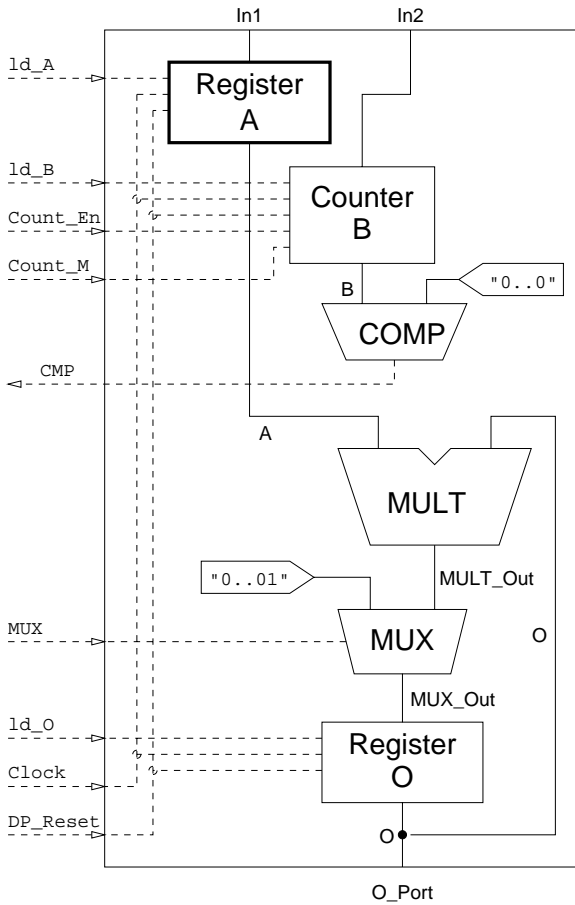 In1
In2
ld_A
Register
A
ld_B
Counter
B
Count_En
Count_M
B
"0..0"
COMP
CMP
A
MULT
MULT_Out
"0..01"
MUX
MUX
O
MUX_Out
ld_O
Register
O
Clock
DP_Reset
O
O_Port